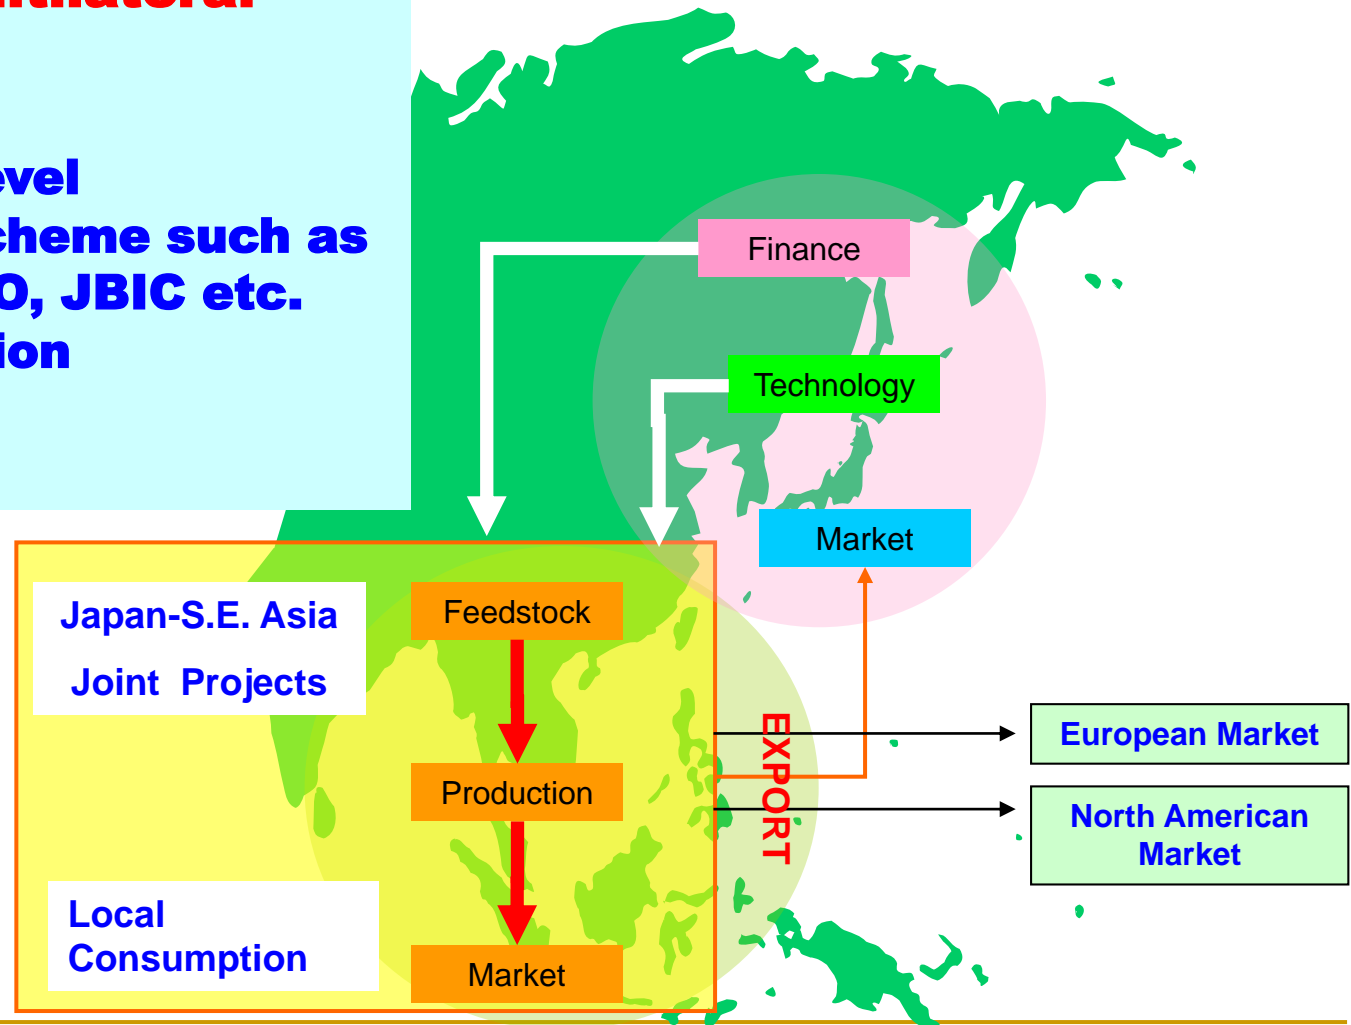 evel
cheme such as
O, JBIC etc.
ion
Finance
Technology
Market
Japan-S.E. Asia
Joint Projects
Feedstock
Production
Market
Local
Consumption
EXPORT
European Market
North American
Market